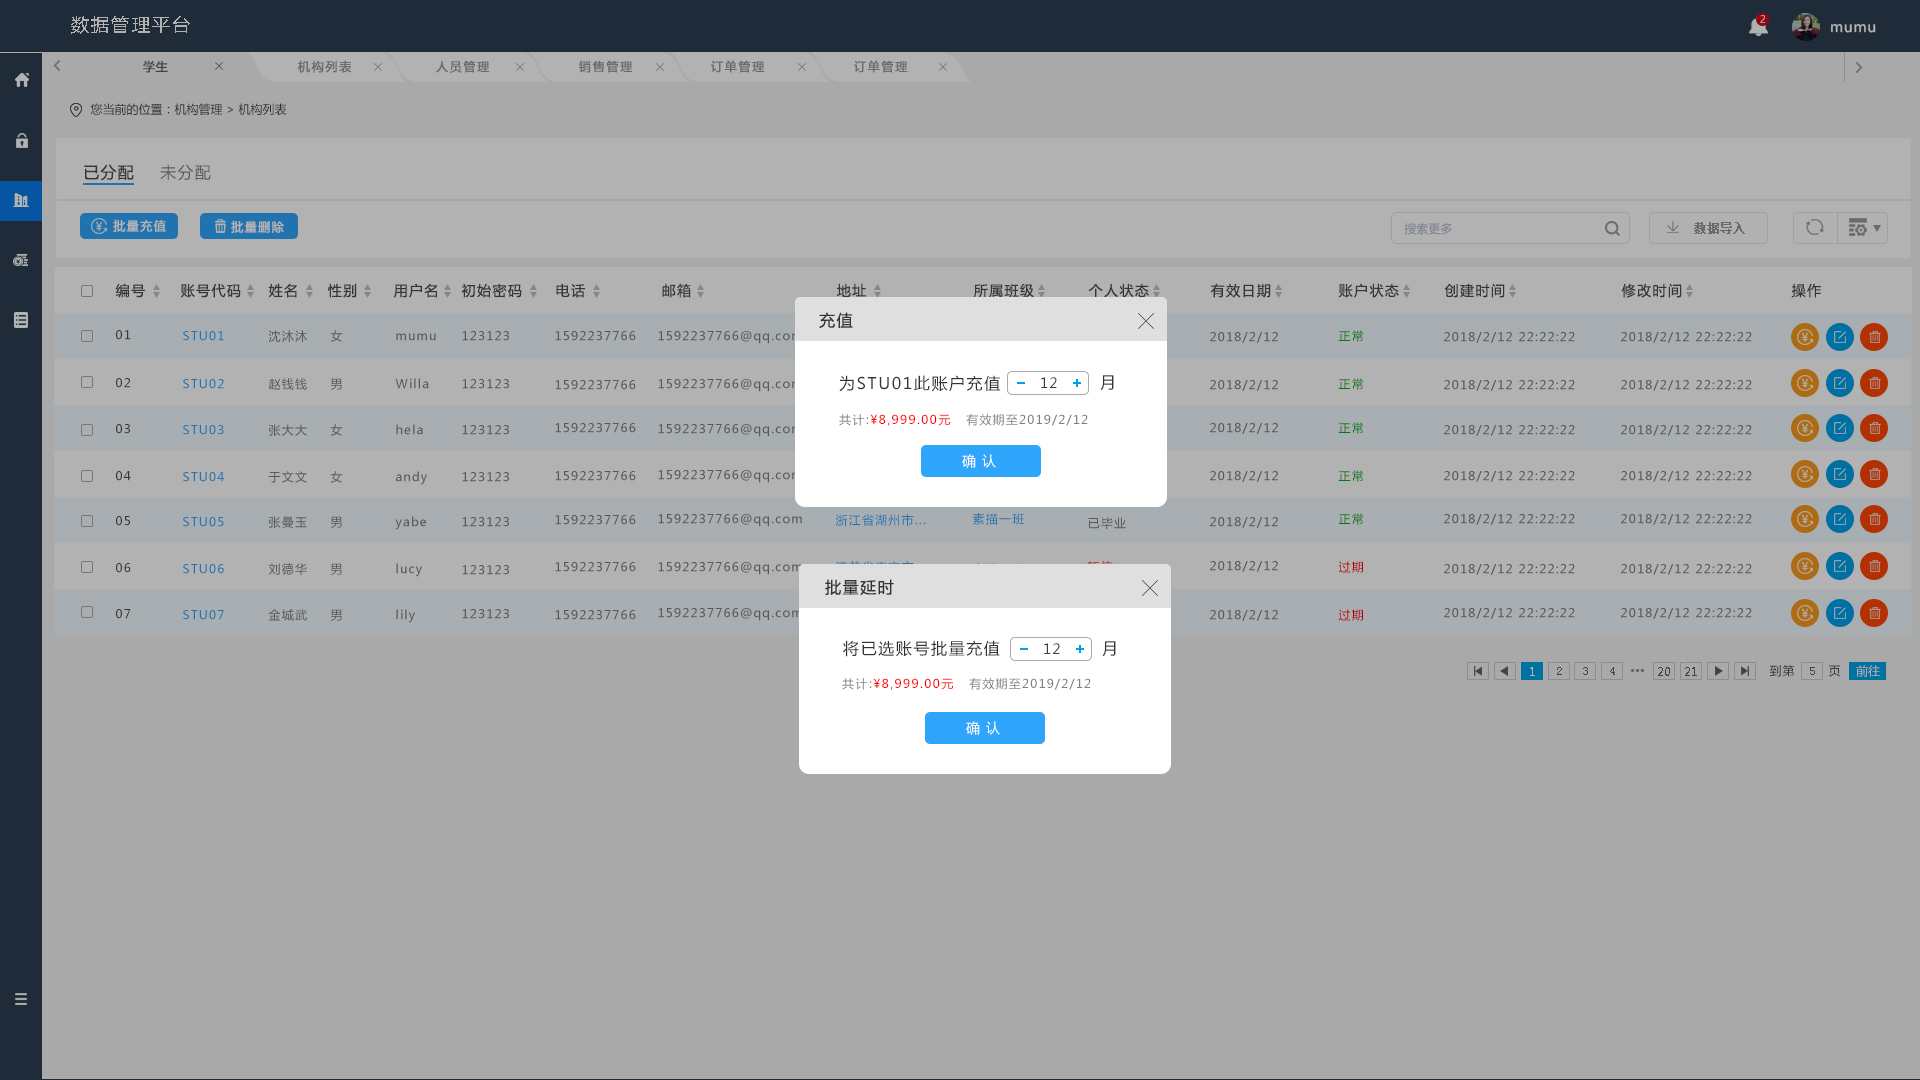 数据管理平台
2
mumu
学生 机构列表 人员管理 销售管理 订单管理 订单管理
您当前的位置：机构管理 > 机构列表
已分配 未分配
批量充值 批量删除 搜索更多 数据导入
编号 账号代码 姓名 性别 用户名 初始密码 电话 邮箱 地址 所属班级 个人状态 有效日期 账户状态 创建时间 修改时间 操作
01 STU01 沈沐沐 女 mumu 123123 1592237766 1592237766@qq.com 2018/2/12 正常 2018/2/12 22:22:22 2018/2/12 22:22:22
02 STU02 赵钱钱 男 Willa 123123 1592237766 1592237766@qq.com 2018/2/12 正常 2018/2/12 22:22:22 2018/2/12 22:22:22
03 STU03 张大大 女 hela 123123 1592237766 1592237766@qq.com 2018/2/12 正常 2018/2/12 22:22:22 2018/2/12 22:22:22
04 STU04 于文文 女 andy 123123 1592237766 1592237766@qq.com 2018/2/12 正常 2018/2/12 22:22:22 2018/2/12 22:22:22
05 STU05 张曼玉 男 yabe 123123 1592237766 1592237766@qq.com 浙江省湖州市... 素描一班 已毕业 2018/2/12 正常 2018/2/12 22:22:22 2018/2/12 22:22:22
06 STU06 刘德华 男 lucy 123123 1592237766 1592237766@qq.com 2018/2/12 过期 2018/2/12 22:22:22 2018/2/12 22:22:22
07 STU07 金城武 男 lily 123123 1592237766 1592237766@qq.com 2018/2/12 过期 2018/2/12 22:22:22 2018/2/12 22:22:22
充值
为STU01此账户充值 - 12 + 月
共计:¥8,999.00元 有效期至2019/2/12
确 认
批量延时
将已选账号批量充值 - 12 + 月
共计:¥8,999.00元 有效期至2019/2/12
确 认
1 2 3 4 ••• 20 21 到第 5 页 前往